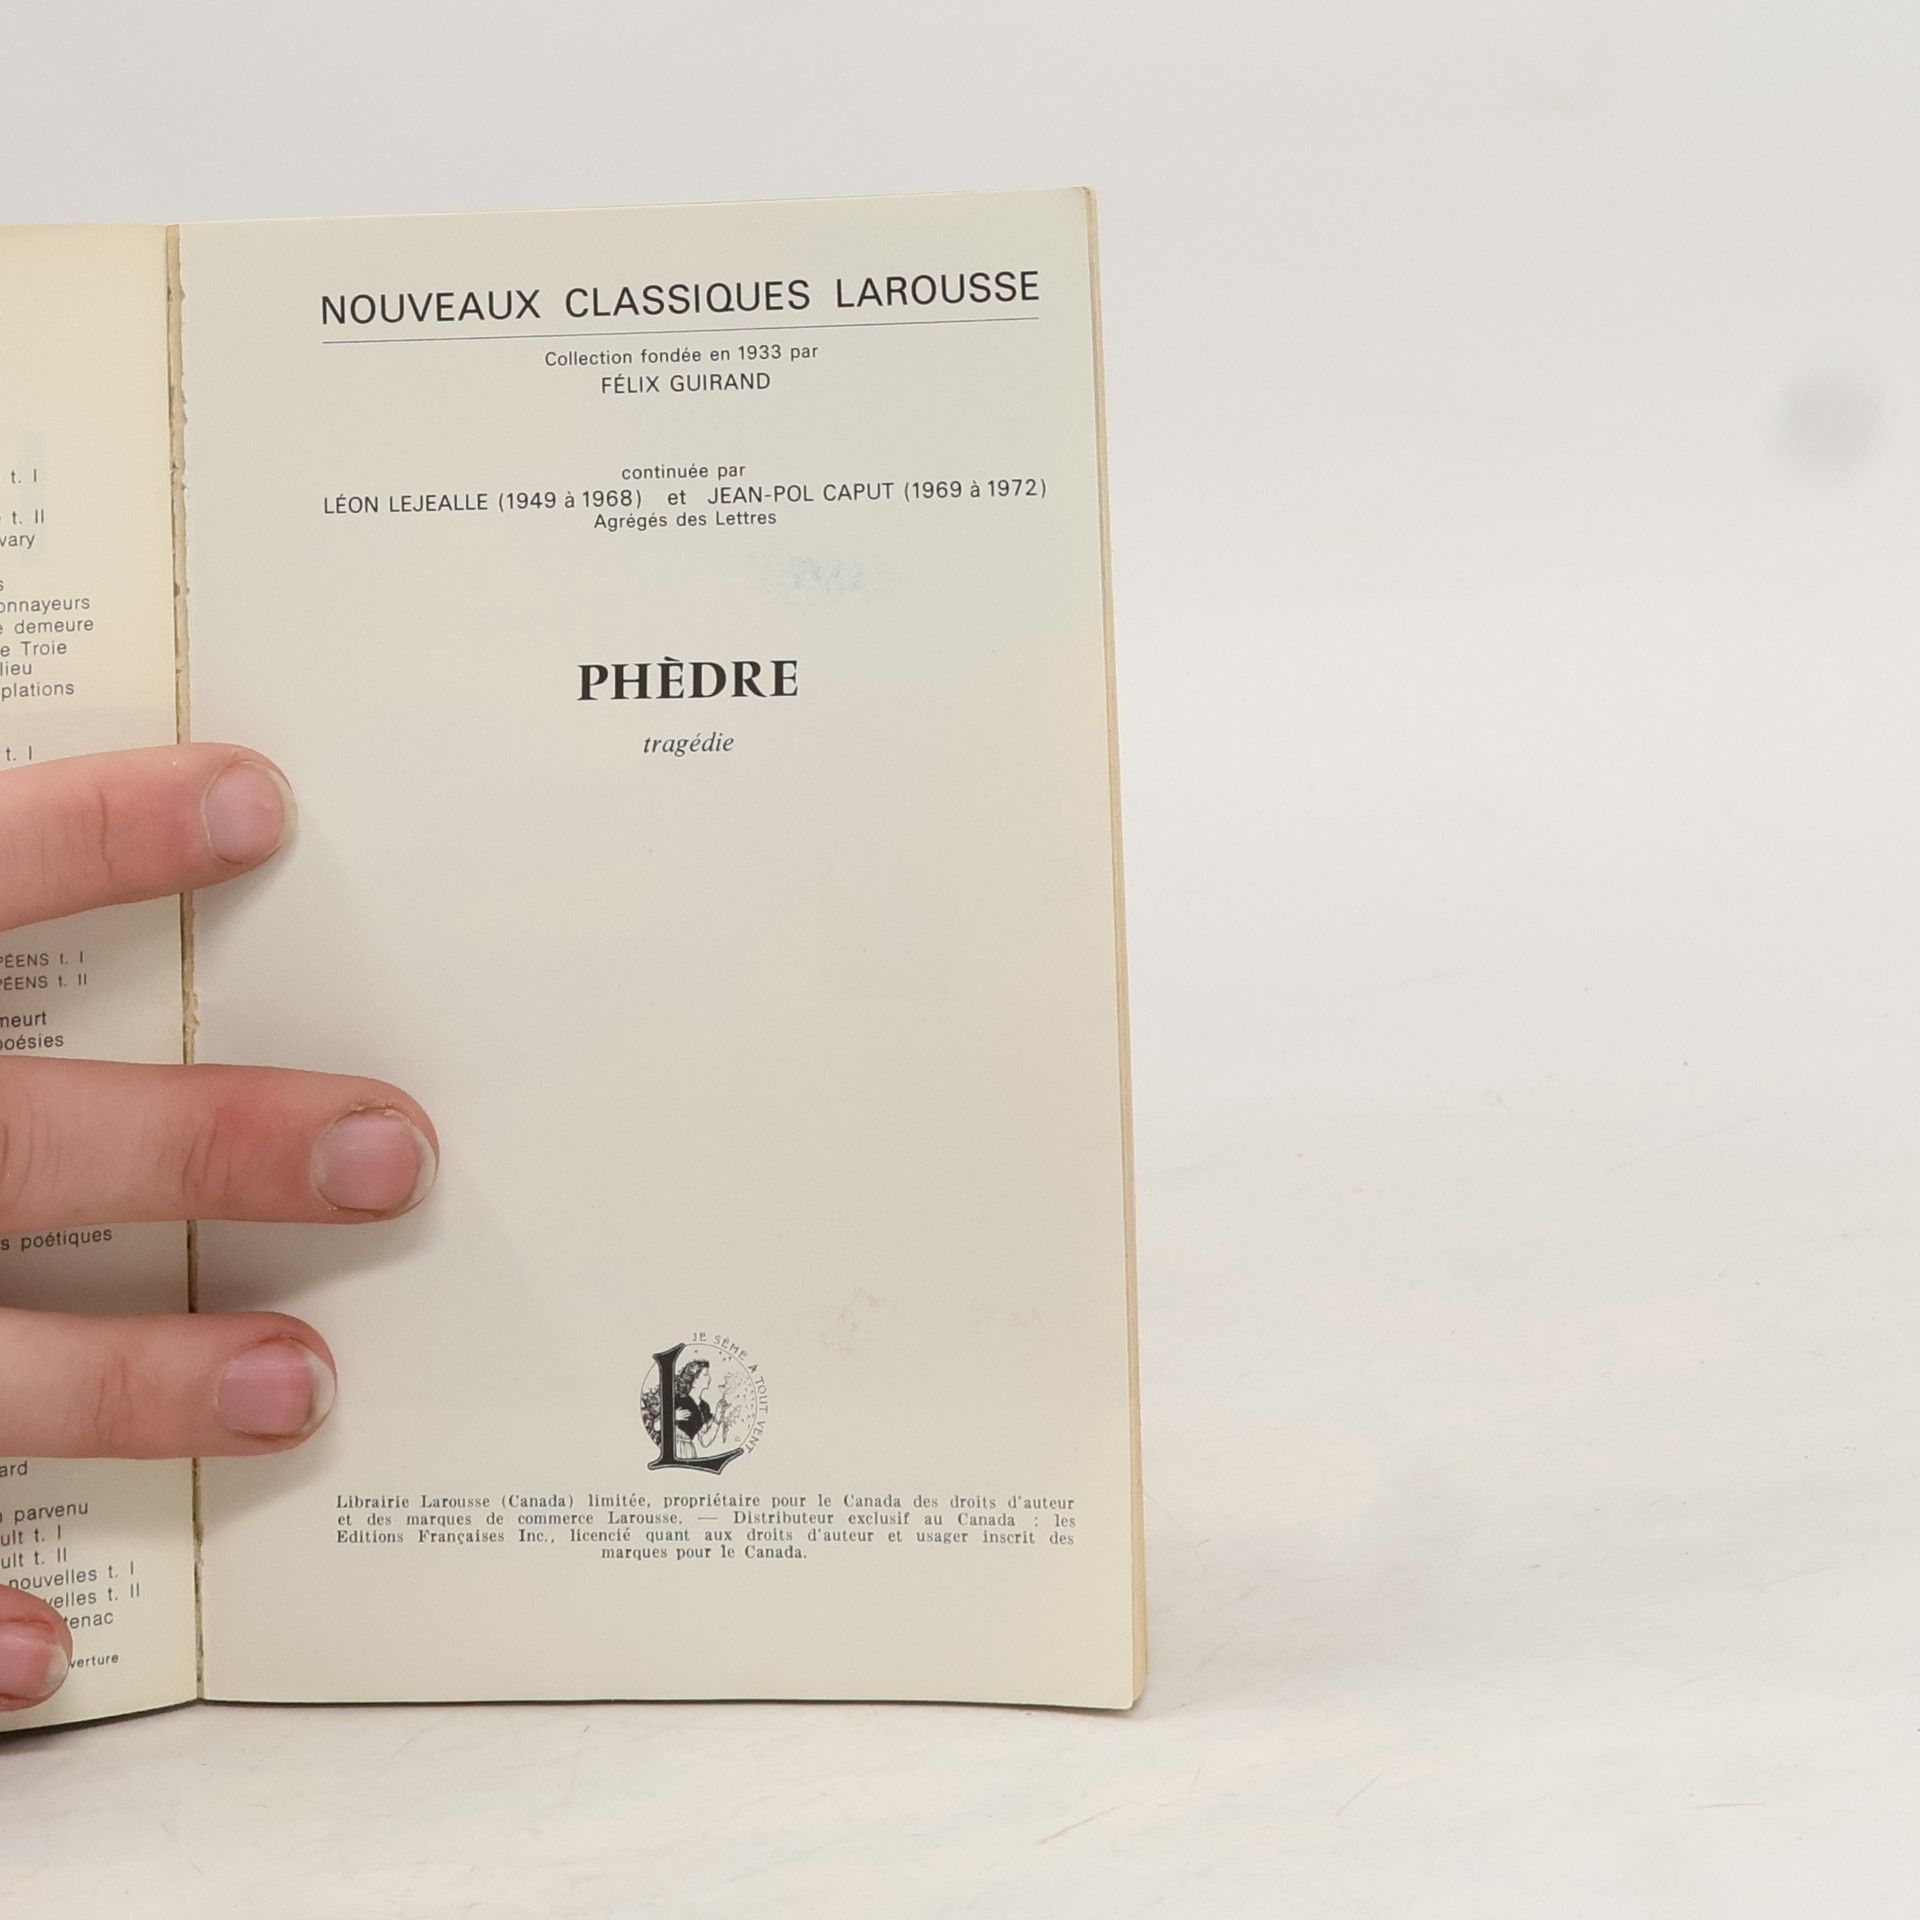 t. I
t. II
vary
s
onnayeurs
e demeure
e Troie
lieu
plations
t. I
PÉENS t. I
PÉENS t. II
meurt
poésies
s poétiques
ard
n parvenu
ult t. I
ult t. II
nouvelles t. I
velles t. II
tenac
verture
NOUVEAUX CLASSIQUES LAROUSSE
Collection fondée en 1933 par
FÉLIX GUIRAND
continuée par
LÉON LEJEALLE (1949 à 1968) et JEAN-POL CAPUT (1969 à 1972)
Agrégés des Lettres
PHÈDRE
tragédie
JE SÈME À TOUT VENT
L
Librairie Larousse (Canada) limitée, propriétaire pour le Canada des droits d'auteur
et des marques de commerce Larousse. — Distributeur exclusif au Canada : les
Editions Françaises Inc., licencié quant aux droits d'auteur et usager inscrit des
marques pour le Canada.